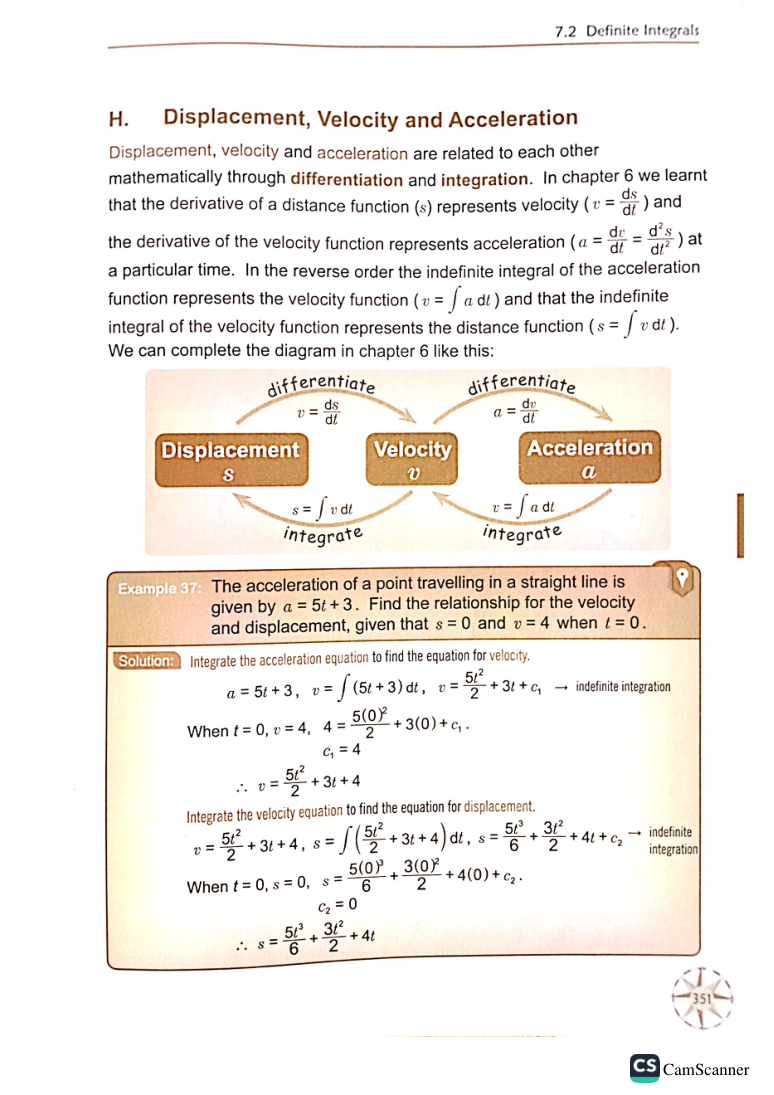 7.2 Definite Integrals
H. Displacement, Velocity and Acceleration
Displacement, velocity and acceleration are related to each other
mathematically through differentiation and integration. In chapter 6 we learnt
that the derivative of a distance function (s) represents velocity ( v = ds/dt ) and
the derivative of the velocity function represents acceleration ( a = dv/dt = d²s/dt² ) at
a particular time. In the reverse order the indefinite integral of the acceleration
function represents the velocity function ( v = ∫ a dt ) and that the indefinite
integral of the velocity function represents the distance function ( s = ∫ v dt ).
We can complete the diagram in chapter 6 like this:
differentiate differentiate
v = ds/dt a = dv/dt
Displacement Velocity Acceleration
s v a
s = ∫ v dt v = ∫ a dt
integrate integrate
Example 37: The acceleration of a point travelling in a straight line is
given by a = 5t + 3. Find the relationship for the velocity
and displacement, given that s = 0 and v = 4 when t = 0.
Solution: Integrate the acceleration equation to find the equation for velocity.
a = 5t + 3, v = ∫ (5t + 3) dt, v = 5t²/2 + 3t + c₁ → indefinite integration
When t = 0, v = 4, 4 = 5(0)²/2 + 3(0) + c₁.
c₁ = 4
∴ v = 5t²/2 + 3t + 4
Integrate the velocity equation to find the equation for displacement.
v = 5t²/2 + 3t + 4, s = ∫ (5t²/2 + 3t + 4) dt, s = 5t³/6 + 3t²/2 + 4t + c₂ → indefinite
integration
When t = 0, s = 0, s = 5(0)³/6 + 3(0)²/2 + 4(0) + c₂.
c₂ = 0
∴ s = 5t³/6 + 3t²/2 + 4t
351
CS CamScanner